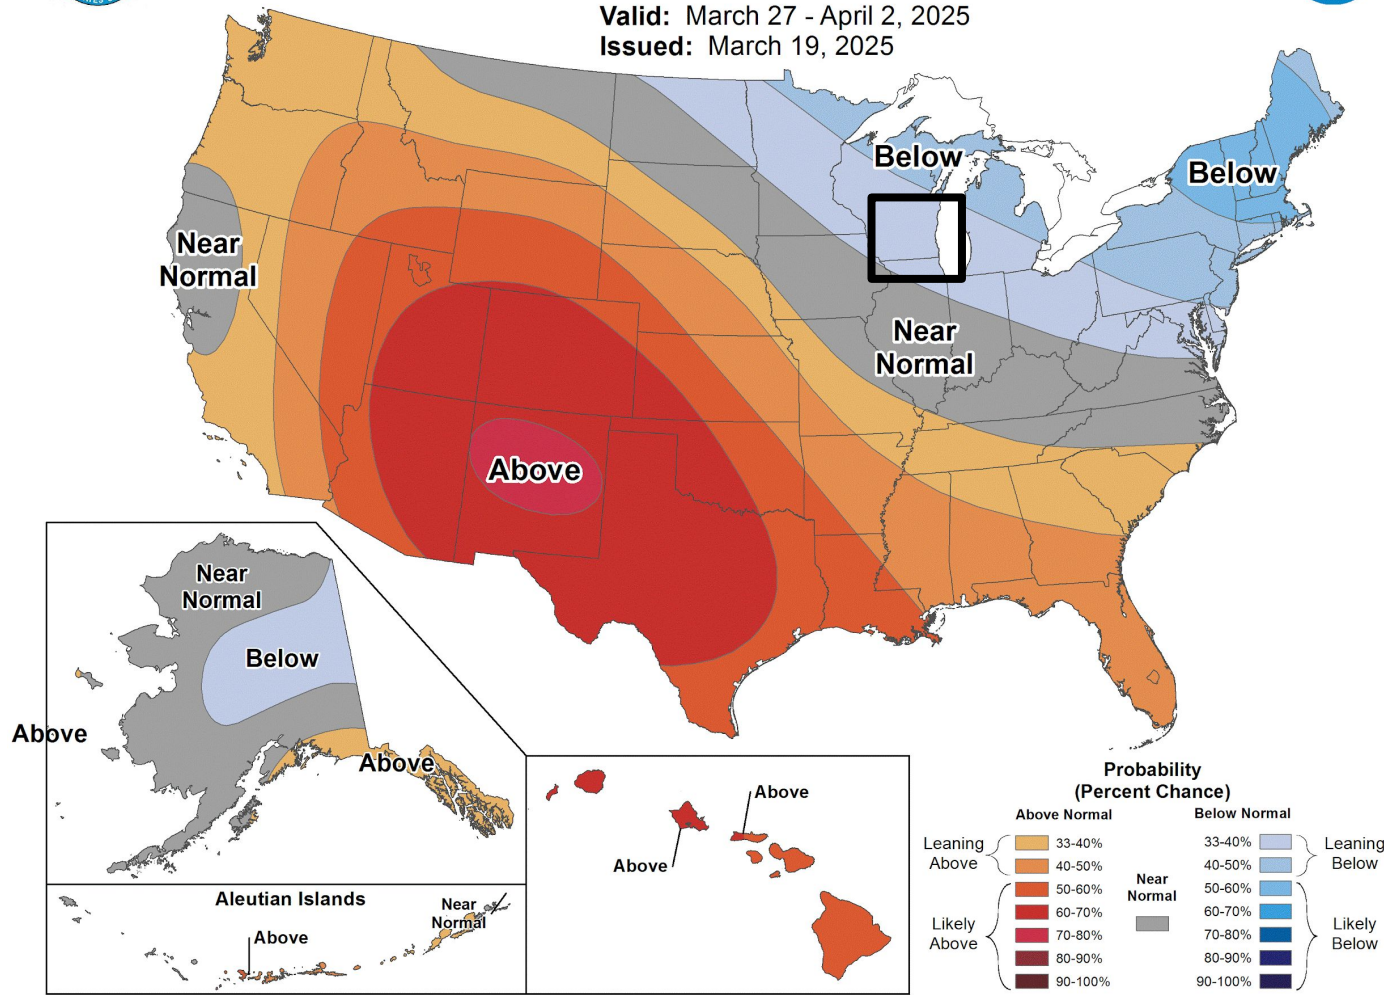 Valid: March 27 - April 2, 2025
Issued: March 19, 2025
Below
Below
Near
Normal
Near
Normal
Above
Near
Normal
Below
Above
Above
Aleutian Islands
Near
Normal
Above
Above
Above
Probability
(Percent Chance)
Above Normal
Below Normal
Leaning
Above
33-40%
40-50%
Likely
Above
50-60%
60-70%
70-80%
80-90%
90-100%
Near
Normal
33-40%
40-50%
Leaning
Below
50-60%
60-70%
70-80%
80-90%
90-100%
Likely
Below